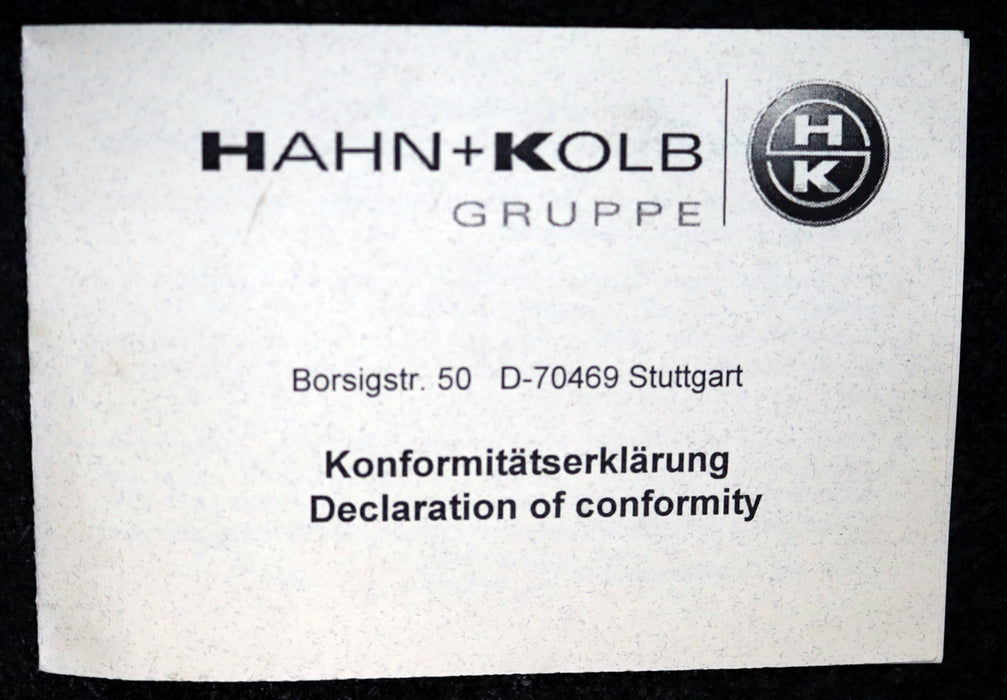 HAHN+KOLB
GRUPPE
H
K
Borsigstr. 50 D-70469 Stuttgart
Konformitätserklärung
Declaration of conformity